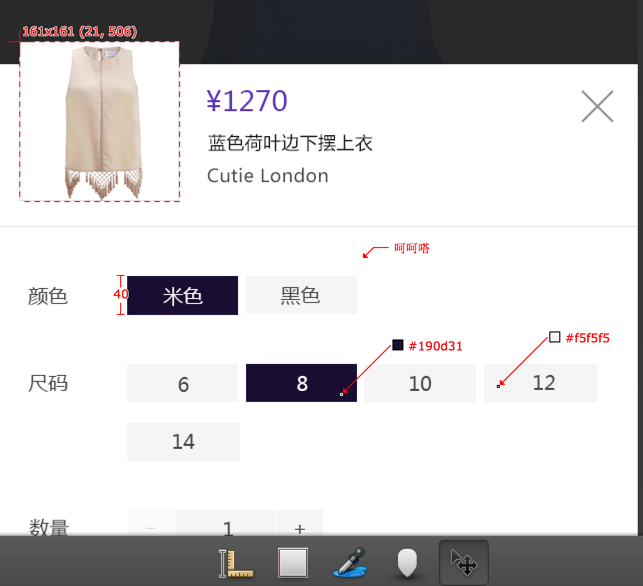 161x161 (21, 506)
¥1270
蓝色荷叶边下摆上衣
Cutie London
呵呵嗒
颜色
40
米色
黑色
#190d31
#f5f5f5
尺码
6
8
10
12
14
数量
－
1
+